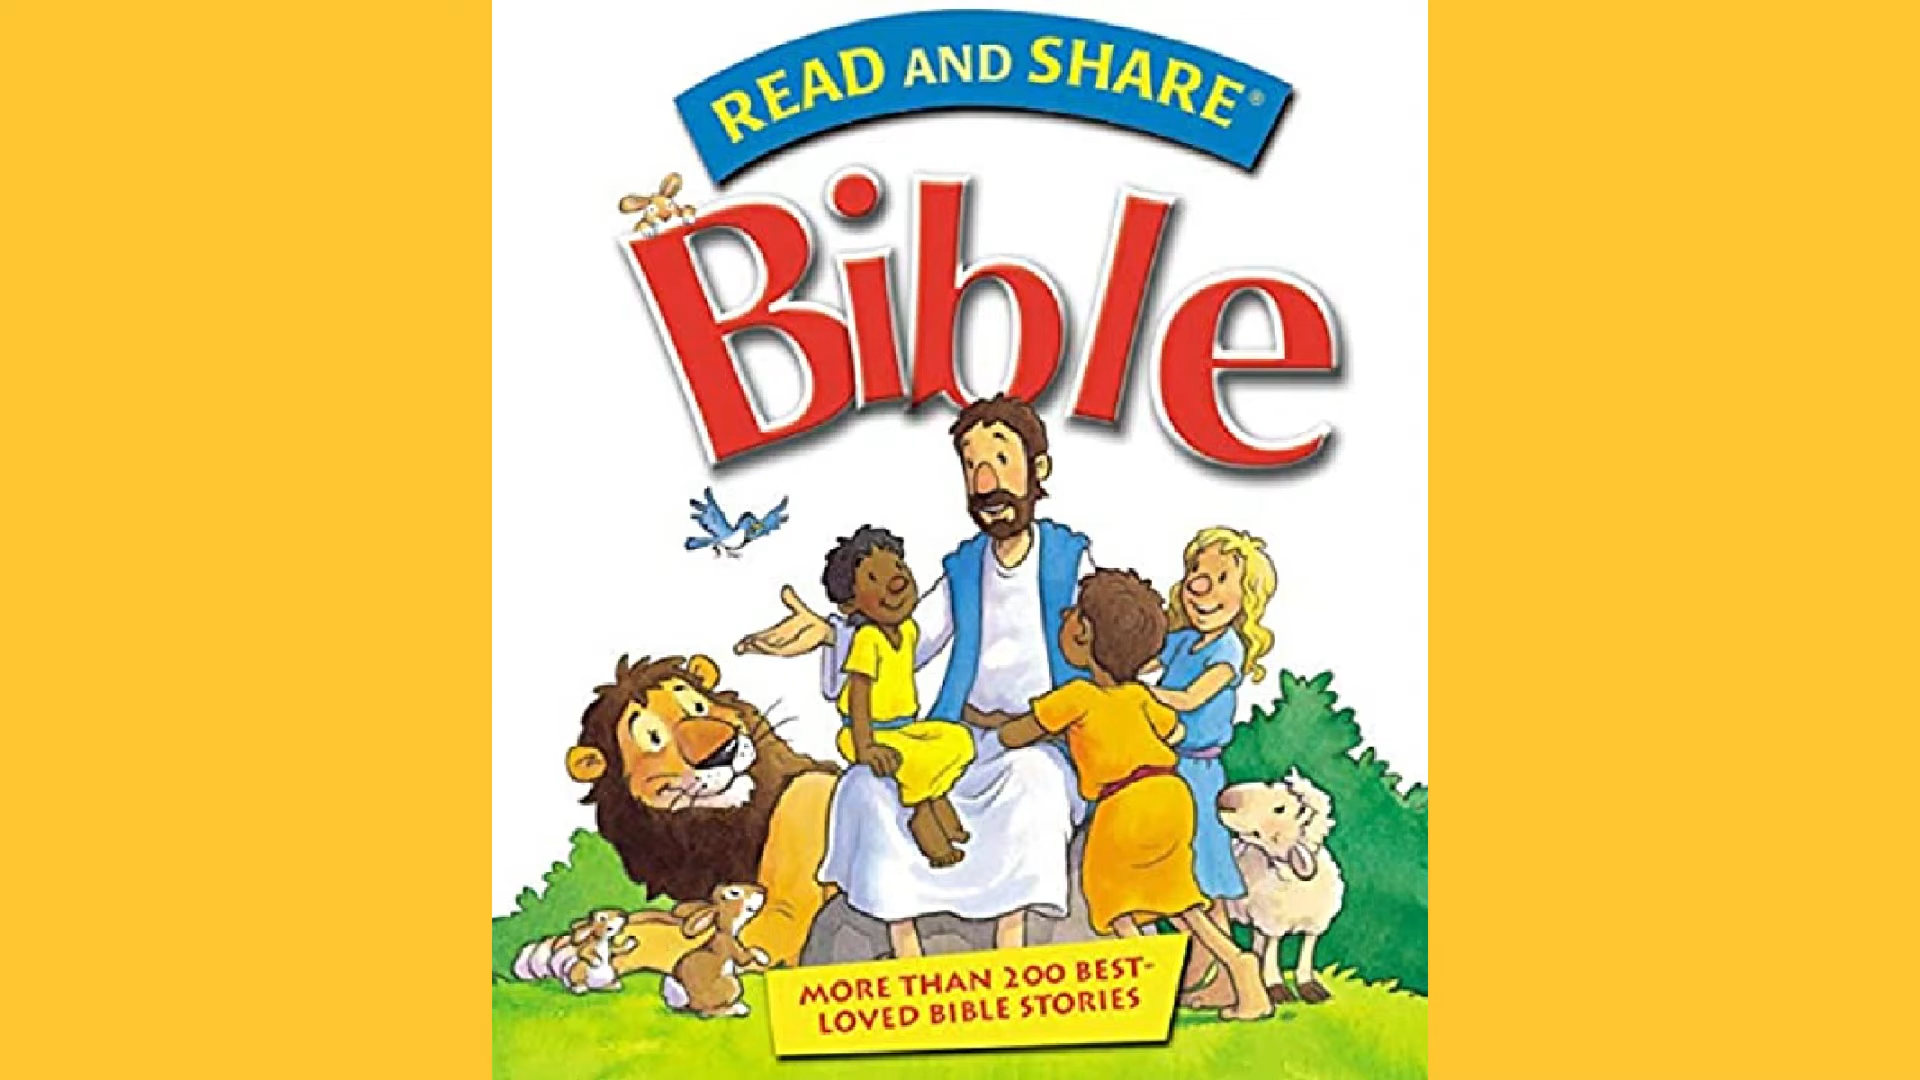 READ AND SHARE®
Bible
MORE THAN 200 BEST-
LOVED BIBLE STORIES